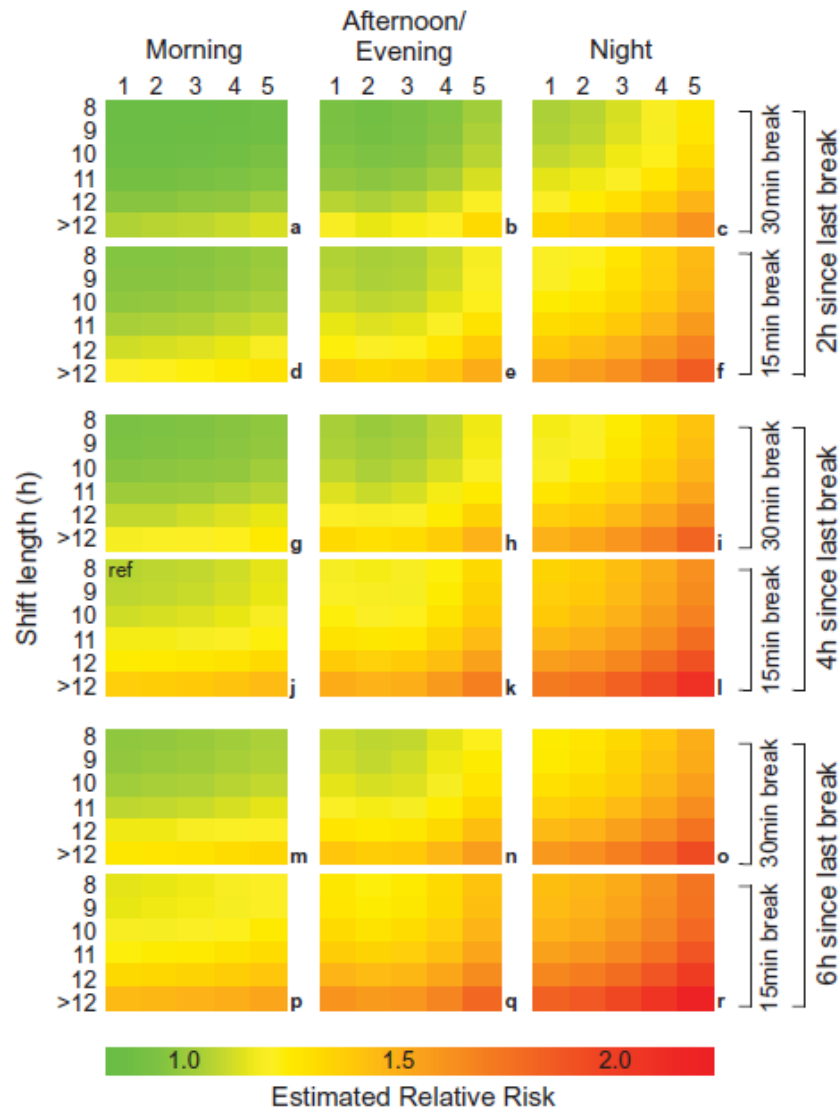 Morning
Afternoon/
Evening
Night
1 2 3 4 5
1 2 3 4 5
1 2 3 4 5
8
9
10
11
12
>12
a
b
c
30min break
2h since last break
8
9
10
11
12
>12
d
e
f
15min break
Shift length (h)
8
9
10
11
12
>12
g
h
i
30min break
4h since last break
8
9
10
11
12
>12
ref
j
k
l
15min break
8
9
10
11
12
>12
m
n
o
30min break
6h since last break
8
9
10
11
12
>12
p
q
r
15min break
1.0 1.5 2.0
Estimated Relative Risk